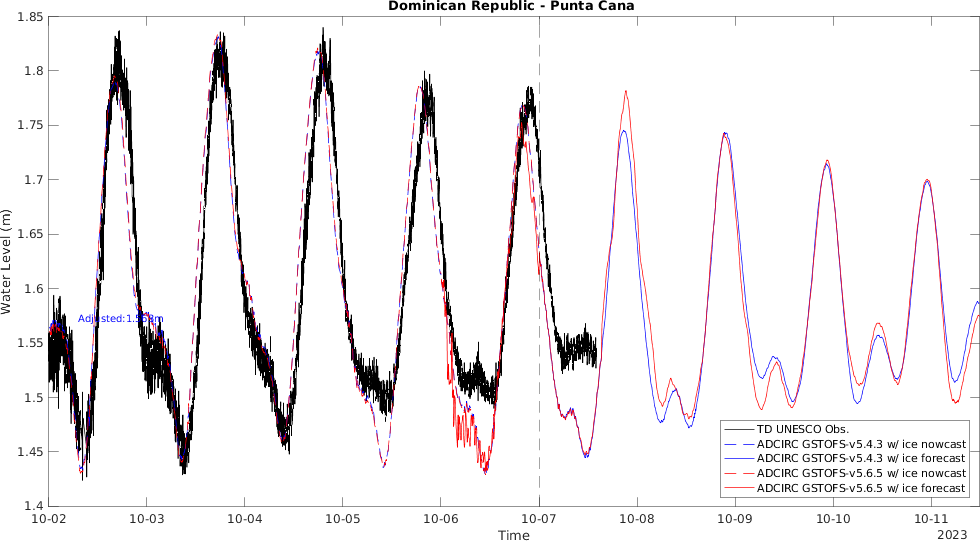 Dominican Republic - Punta Cana
Water Level (m)
1.85
1.8
1.75
1.7
1.65
1.6
1.55
1.5
1.45
1.4
TD UNESCO Obs.
ADCIRC GSTOFS-v5.4.3 w/ ice nowcast
ADCIRC GSTOFS-v5.4.3 w/ ice forecast
ADCIRC GSTOFS-v5.6.5 w/ ice nowcast
ADCIRC GSTOFS-v5.6.5 w/ ice forecast
10-02 10-03 10-04 10-05 10-06 10-07 10-08 10-09 10-10 10-11
Time
2023